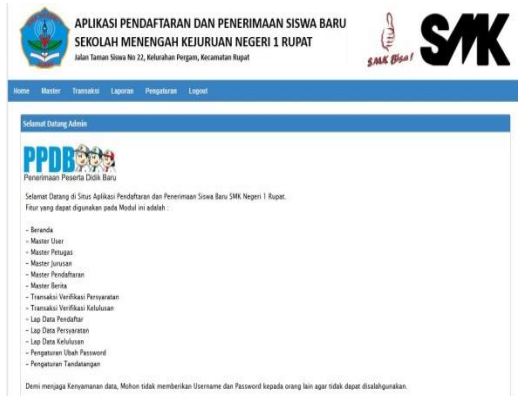 APLIKASI PENDAFTARAN DAN PENERIMAAN SISWA BARU
SEKOLAH MENENGAH KEJURUAN NEGERI 1 RUPAT
Jalan Taman Siswa No 22, Kelurahan Pergam, Kecamatan Rupat
SMK Bisa!
SMK
Home Master Transaksi Laporan Pengaturan Logout
Selamat Datang Admin
PPDB
Penerimaan Peserta Didik Baru
Selamat Datang di Situs Aplikasi Pendaftaran dan Penerimaan Siswa Baru SMK Negeri 1 Rupat.
Fitur yang dapat digunakan pada Modul ini adalah :
- Beranda
- Master User
- Master Petugas
- Master Jurusan
- Master Pendaftaran
- Master Berita
- Transaksi Verifikasi Persyaratan
- Transaksi Verifikasi Kelulusan
- Lap Data Pendaftar
- Lap Data Persyaratan
- Lap Data Kelulusan
- Pengaturan Ubah Password
- Pengaturan Tandatangan
Demi menjaga Kenyamanan data, Mohon tidak memberikan Username dan Password kepada orang lain agar tidak dapat disalahgunakan.